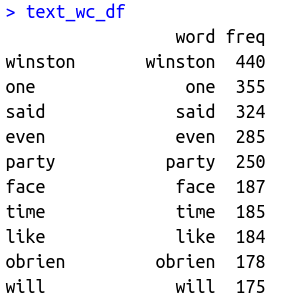 > text_wc_df
word freq
winston winston 440
one one 355
said said 324
even even 285
party party 250
face face 187
time time 185
like like 184
obrien obrien 178
will will 175